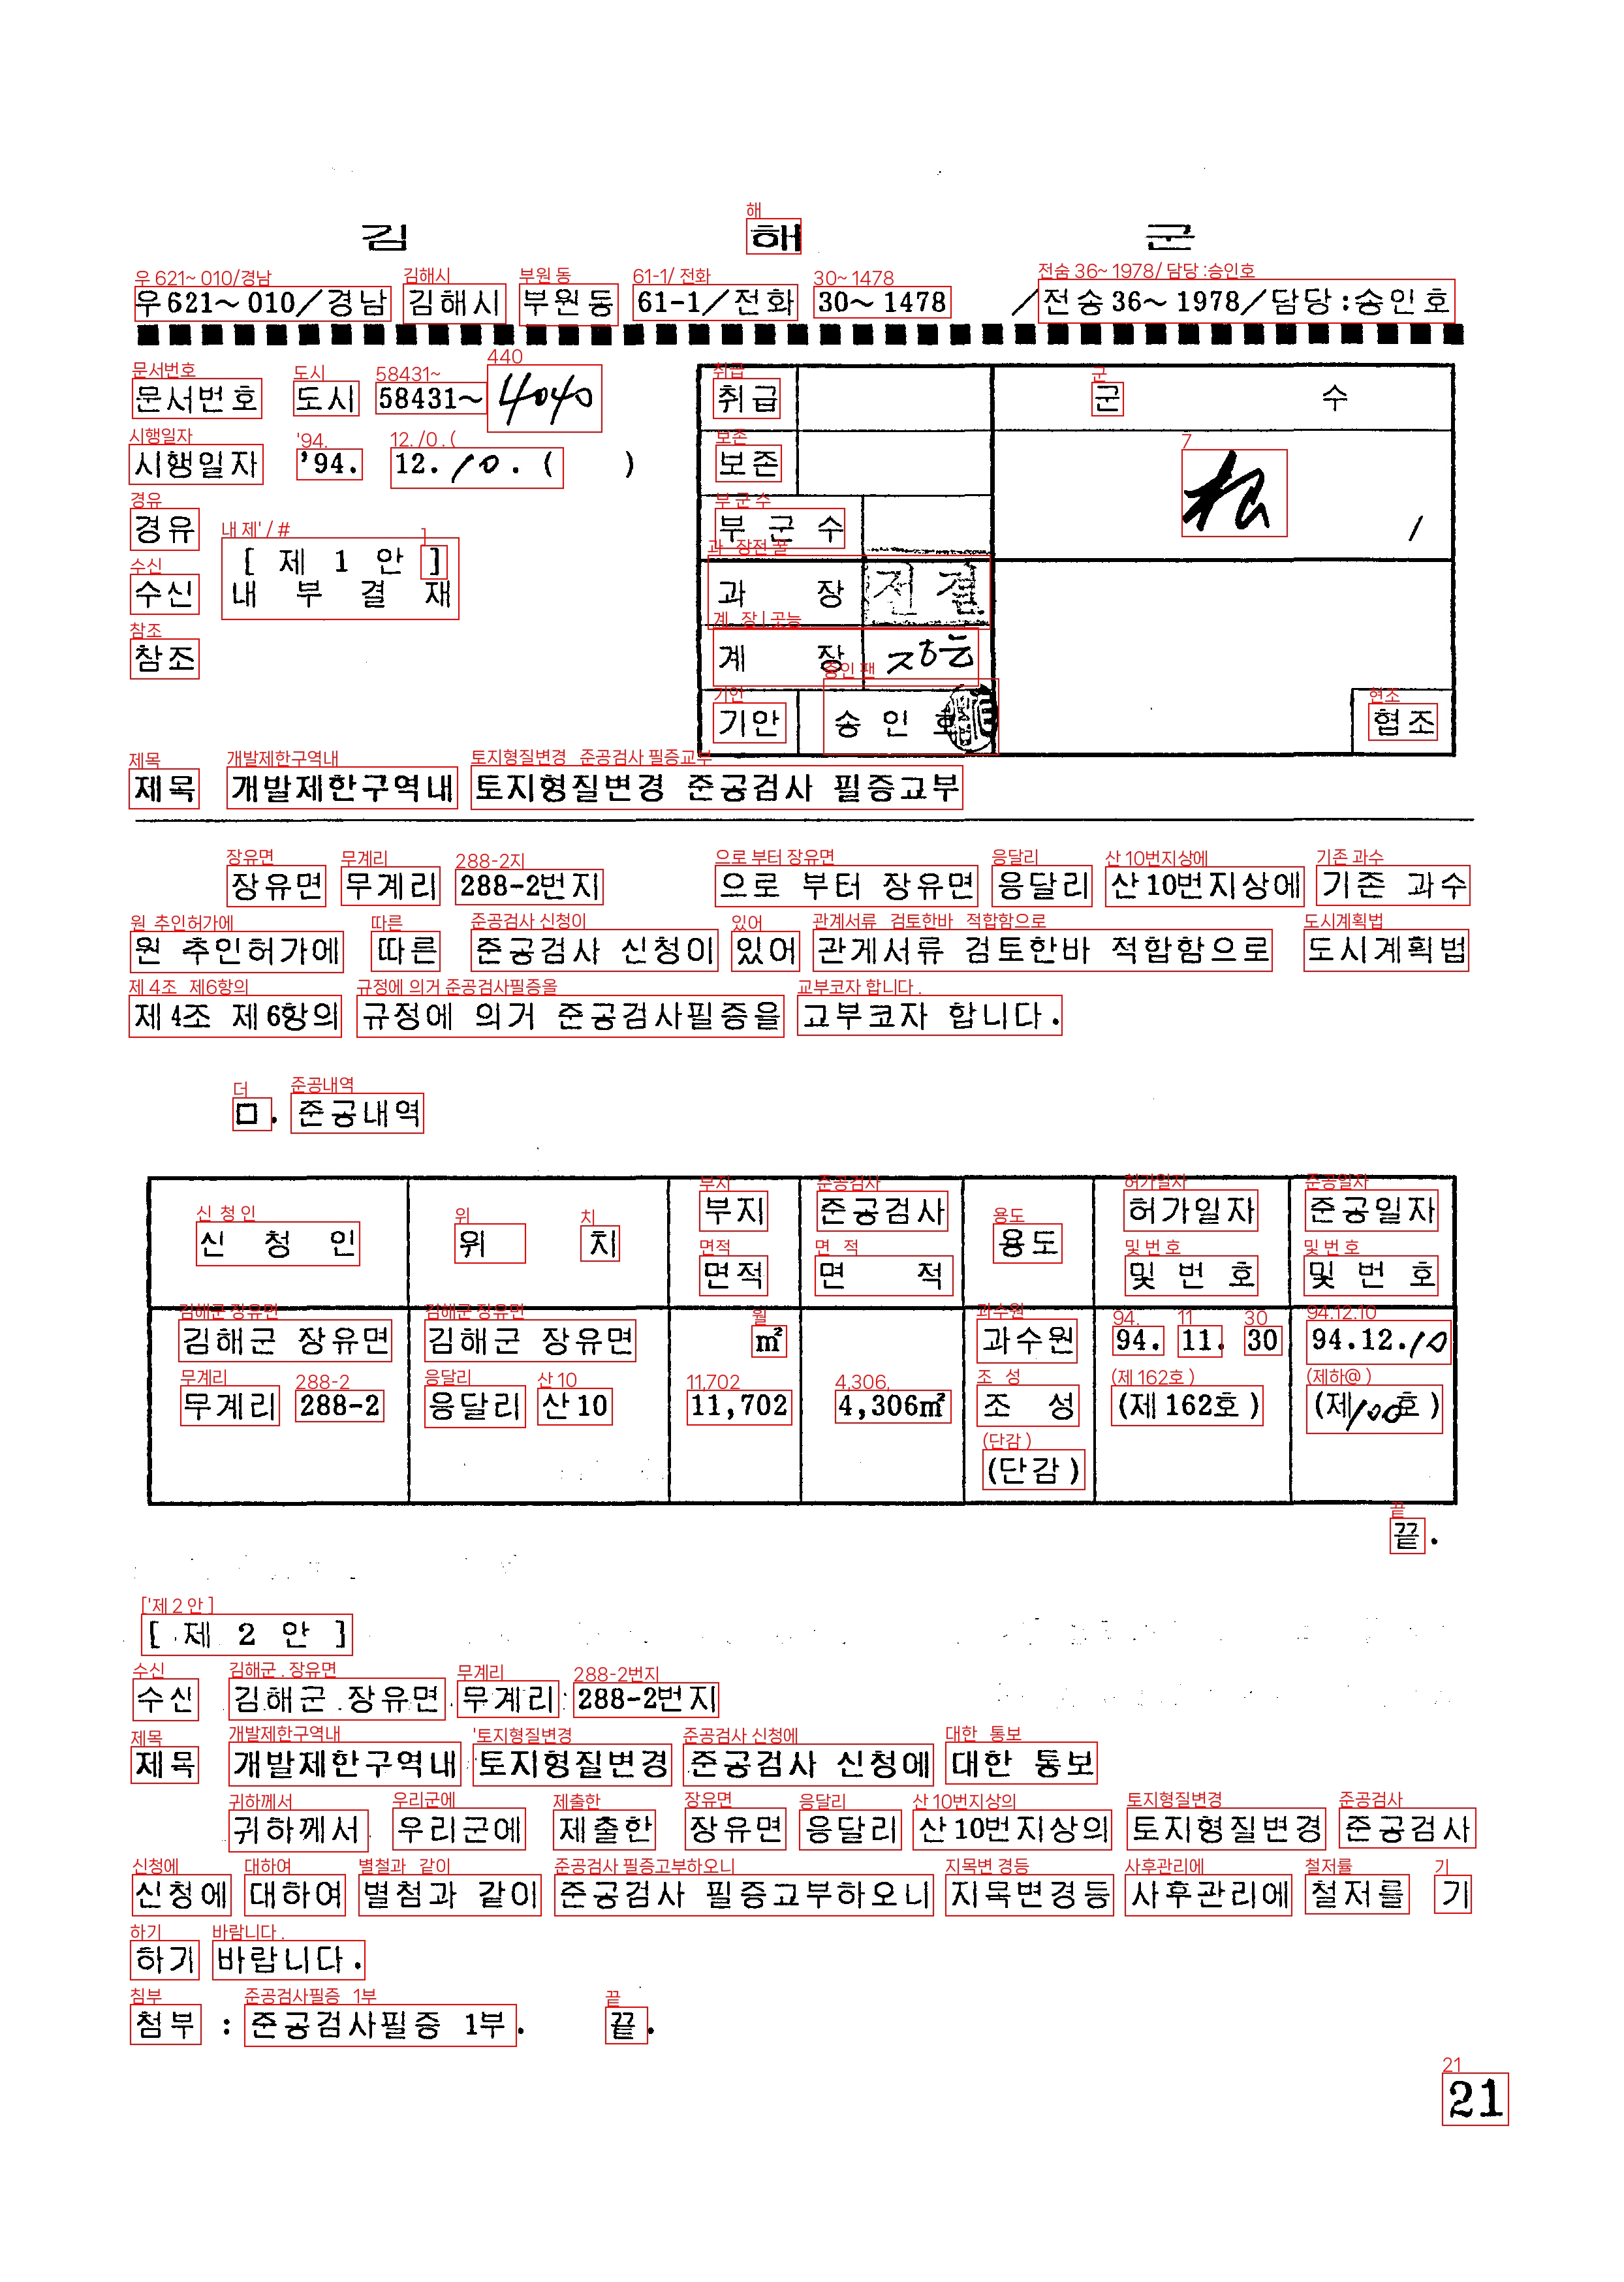 김 해 군
우621~ 010/경남 김해시 부원동 61-1/전화 30~ 1478 /전송 36~ 1978/담당:송인호
문서번호 도시 58431~ 4040
시행일자 '94. 12. 10. ( )
경유
수신 [ 제 1 안 ]
내 부 결 재
참조
취급 군 수
보존
부 군 수
과 장 전결
계 장
기안 송 인 호 협조
제목 개발제한구역내 토지형질변경 준공검사 필증교부
장유면 무계리 288-2번지 으로 부터 장유면 응달리 산10번지상에 기존 과수
원 추인허가에 따른 준공검사 신청이 있어 관게서류 검토한바 적합함으로 도시계획법
제4조 제6항의 규정에 의거 준공검사필증을 교부코자 합니다.
ㅁ. 준공내역
신 청 인 위 치 부지 면적 준공검사 면 적 용도 허가일자 및 번 호 준공일자 및 번 호
김해군 장유면 김해군 장유면 ㎡ 과수원 94. 11. 30 94.12.10
무계리 288-2 응달리 산10 11,702 4,306㎡ 조 성 (제162호) (제100호)
(단감)
끝.
[ 제 2 안 ]
수신 김해군 장유면 무계리 288-2번지
제목 개발제한구역내 토지형질변경 준공검사 신청에 대한 통보
귀하께서 우리군에 제출한 장유면 응달리 산10번지상의 토지형질변경 준공검사
신청에 대하여 별첨과 같이 준공검사 필증교부하오니 지목변경등 사후관리에 철저를 기
하기 바랍니다.
첨부 : 준공검사필증 1부. 끝.
21